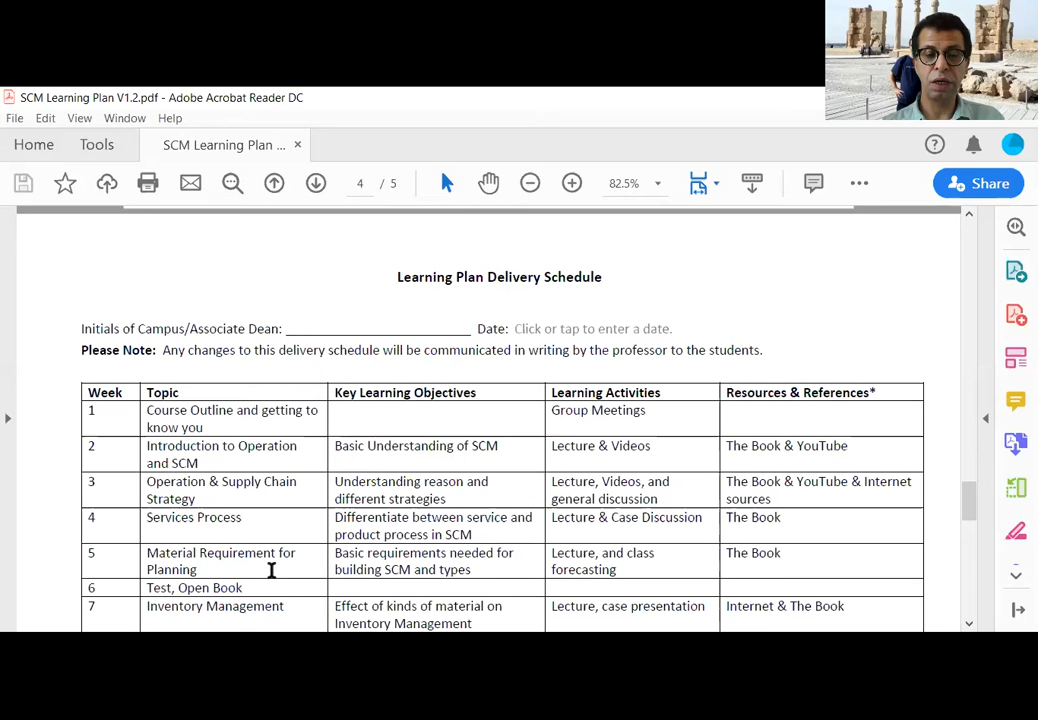 SCM Learning Plan V1.2.pdf - Adobe Acrobat Reader DC
File Edit View Window Help
Home Tools SCM Learning Plan ... ×
4 / 5 82.5% Share
Learning Plan Delivery Schedule
Initials of Campus/Associate Dean: ____________________ Date: Click or tap to enter a date.
Please Note: Any changes to this delivery schedule will be communicated in writing by the professor to the students.
Week Topic Key Learning Objectives Learning Activities Resources & References*
1 Course Outline and getting to Group Meetings
know you
2 Introduction to Operation Basic Understanding of SCM Lecture & Videos The Book & YouTube
and SCM
3 Operation & Supply Chain Understanding reason and Lecture, Videos, and The Book & YouTube & Internet
Strategy different strategies general discussion sources
4 Services Process Differentiate between service and Lecture & Case Discussion The Book
product process in SCM
5 Material Requirement for Basic requirements needed for Lecture, and class The Book
Planning building SCM and types forecasting
6 Test, Open Book
7 Inventory Management Effect of kinds of material on Lecture, case presentation Internet & The Book
Inventory Management